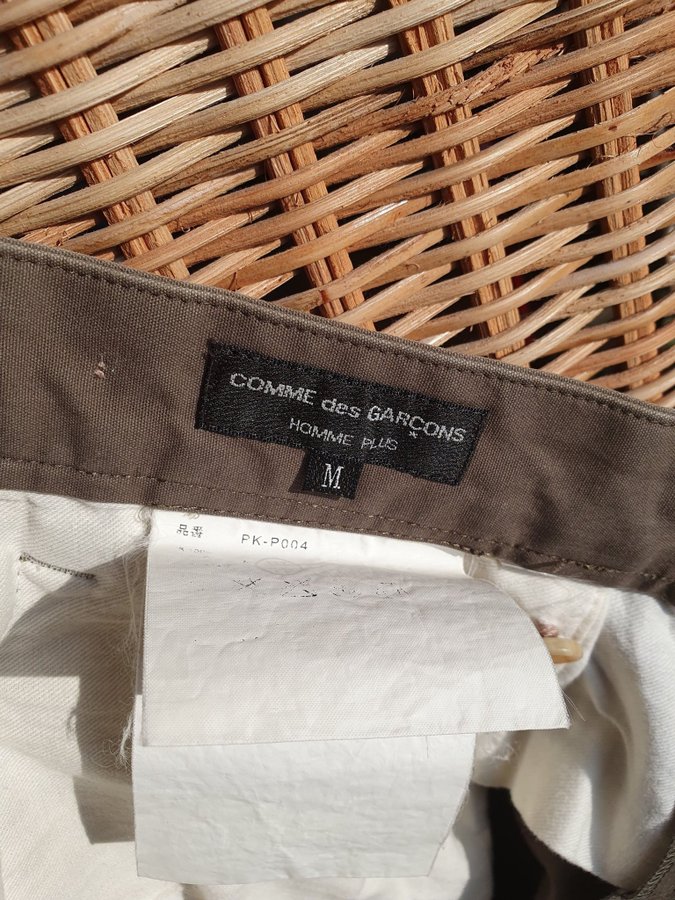 COMME des GARÇONS
HOMME PLUS
M
品番 PK-P004